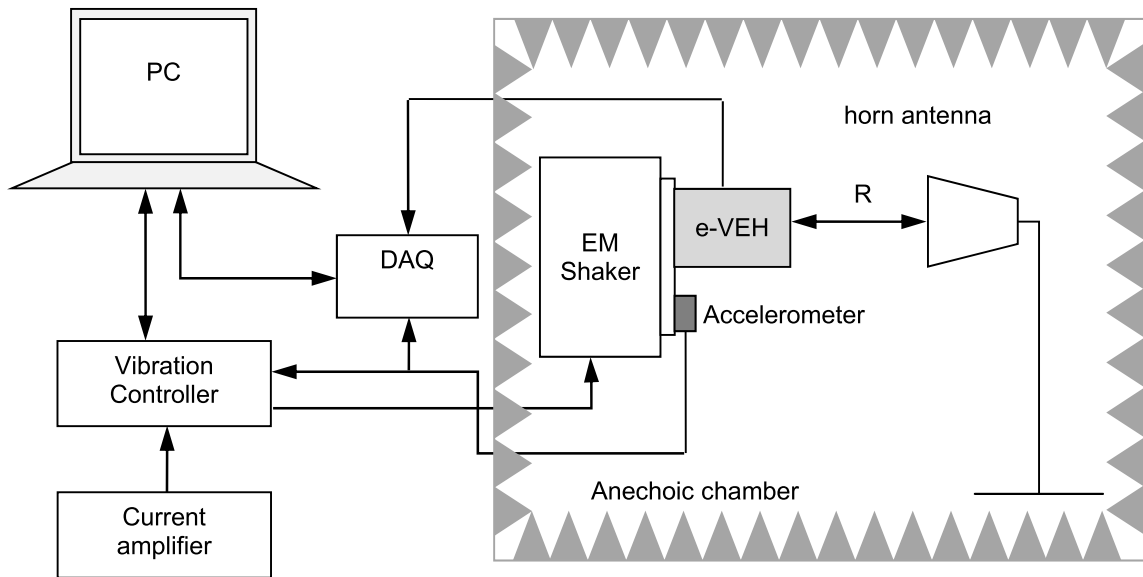 PC
horn antenna
R
e-VEH
EM
Shaker
DAQ
Accelerometer
Vibration
Controller
Anechoic chamber
Current
amplifier